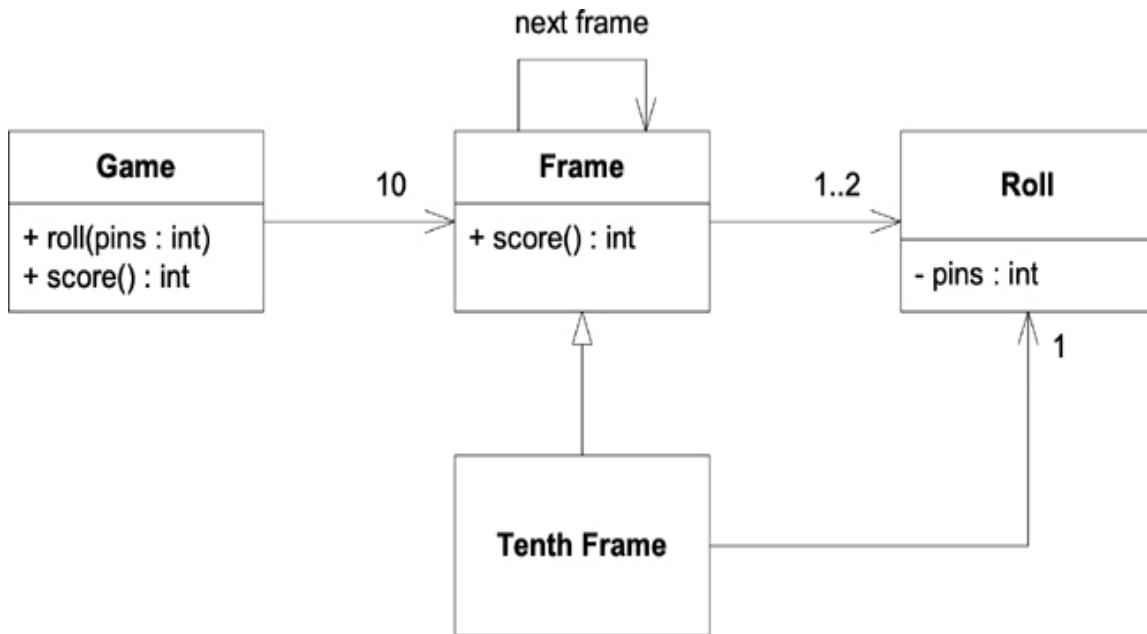 next frame
Game
+ roll(pins : int)
+ score() : int
10
Frame
+ score() : int
1..2
Roll
- pins : int
1
Tenth Frame